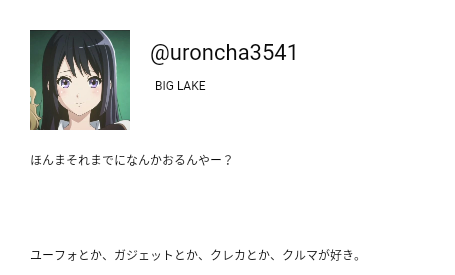 @uroncha3541
BIG LAKE
ほんまそれまでになんかおるんやー？
ユーフォとか、ガジェットとか、クレカとか、クルマが好き。